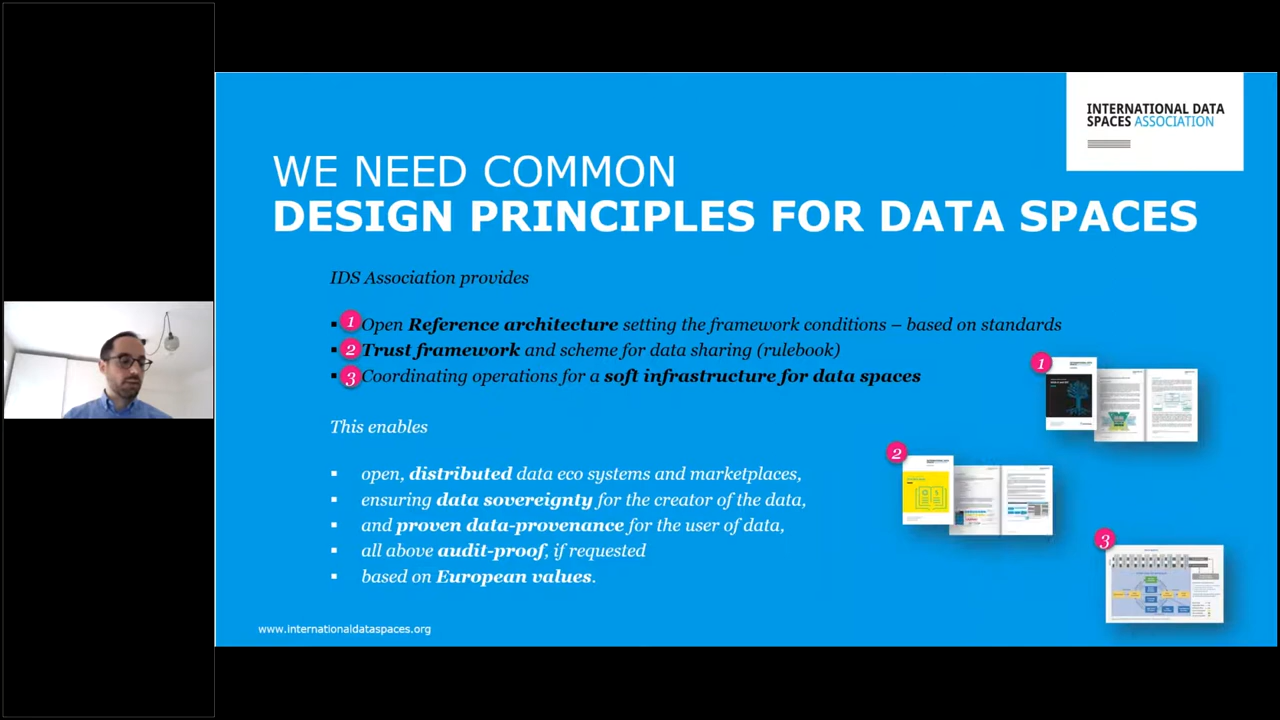 INTERNATIONAL DATA
SPACES ASSOCIATION
WE NEED COMMON
DESIGN PRINCIPLES FOR DATA SPACES
IDS Association provides
▪ 1 Open Reference architecture setting the framework conditions – based on standards
▪ 2 Trust framework and scheme for data sharing (rulebook)
▪ 3 Coordinating operations for a soft infrastructure for data spaces
This enables
▪ open, distributed data eco systems and marketplaces,
▪ ensuring data sovereignty for the creator of the data,
▪ and proven data-provenance for the user of data,
▪ all above audit-proof, if requested
▪ based on European values.
1
2
3
www.internationaldataspaces.org